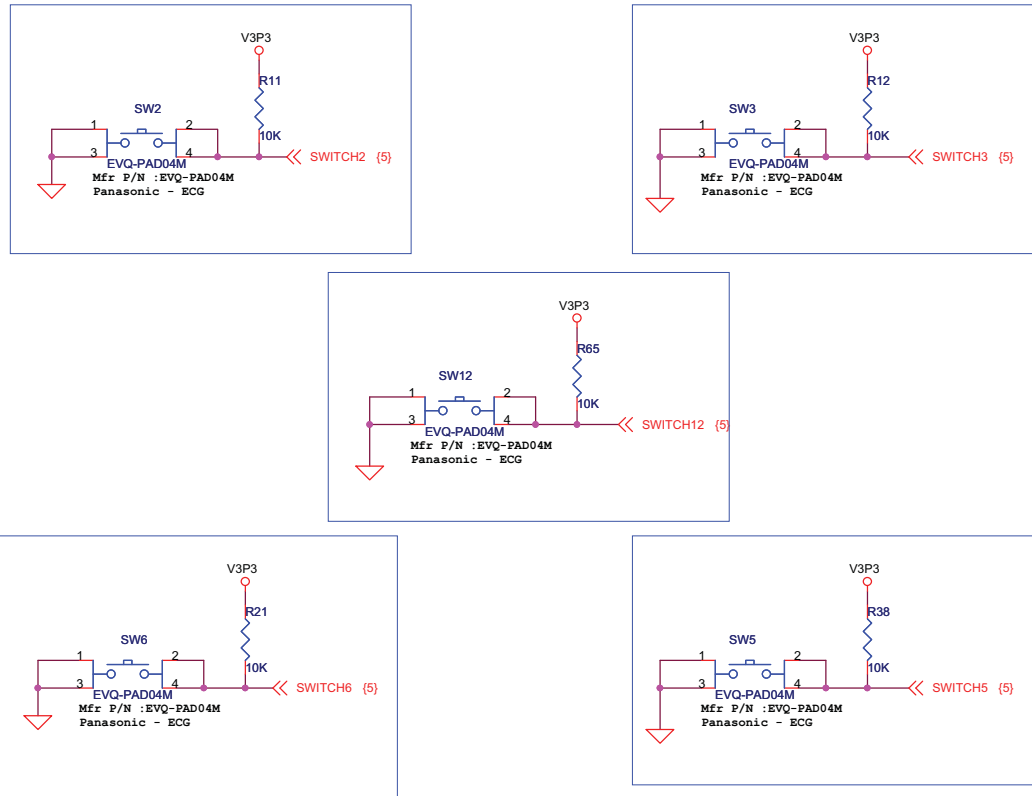 V3P3
R11
SW2
1
2
10K
3
4
SWITCH2 {5}
EVQ-PAD04M
Mfr P/N :EVQ-PAD04M
Panasonic - ECG
V3P3
R12
SW3
1
2
10K
3
4
SWITCH3 {5}
EVQ-PAD04M
Mfr P/N :EVQ-PAD04M
Panasonic - ECG
V3P3
R65
SW12
1
2
10K
3
4
SWITCH12 {5}
EVQ-PAD04M
Mfr P/N :EVQ-PAD04M
Panasonic - ECG
V3P3
R21
SW6
1
2
10K
3
4
SWITCH6 {5}
EVQ-PAD04M
Mfr P/N :EVQ-PAD04M
Panasonic - ECG
V3P3
R38
SW5
1
2
10K
3
4
SWITCH5 {5}
EVQ-PAD04M
Mfr P/N :EVQ-PAD04M
Panasonic - ECG